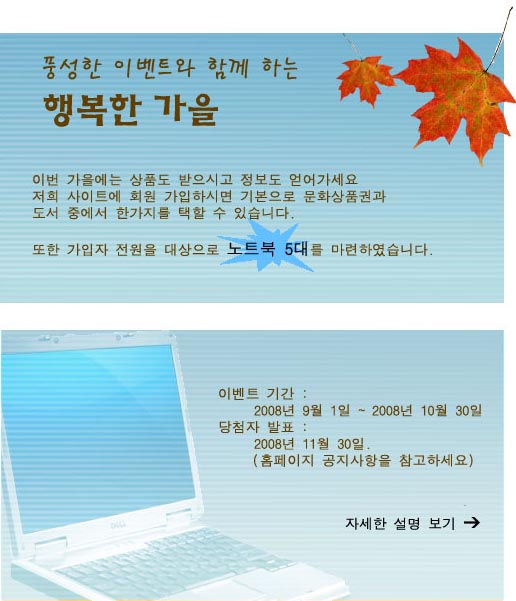 풍성한 이벤트와 함께 하는
행복한 가을
이번 가을에는 상품도 받으시고 정보도 얻어가세요
저희 사이트에 회원 가입하시면 기본으로 문화상품권과
도서 중에서 한가지를 택할 수 있습니다.
또한 가입자 전원을 대상으로 노트북 5대를 마련하였습니다.
이벤트 기간 :
2008년 9월 1일 ~ 2008년 10월 30일
당첨자 발표 :
2008년 11월 30일.
(홈페이지 공지사항을 참고하세요)
DELL
자세한 설명 보기 ➔